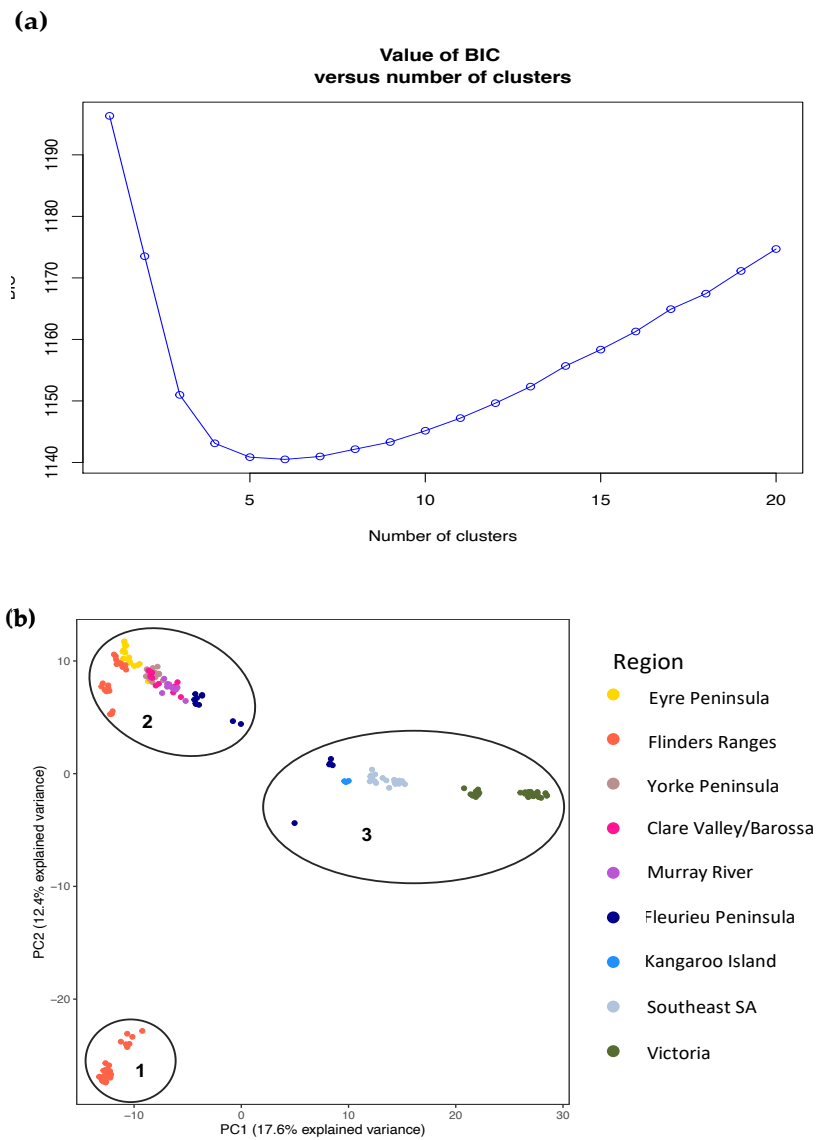 (a)
Value of BIC
versus number of clusters
1190
1180
1170
1160
1150
1140
5
10
15
20
Number of clusters
(b)
10
0
−10
−20
PC2 (12.4% explained variance)
2
3
1
−10
0
10
20
30
PC1 (17.6% explained variance)
Region
Eyre Peninsula
Flinders Ranges
Yorke Peninsula
Clare Valley/Barossa
Murray River
Fleurieu Peninsula
Kangaroo Island
Southeast SA
Victoria